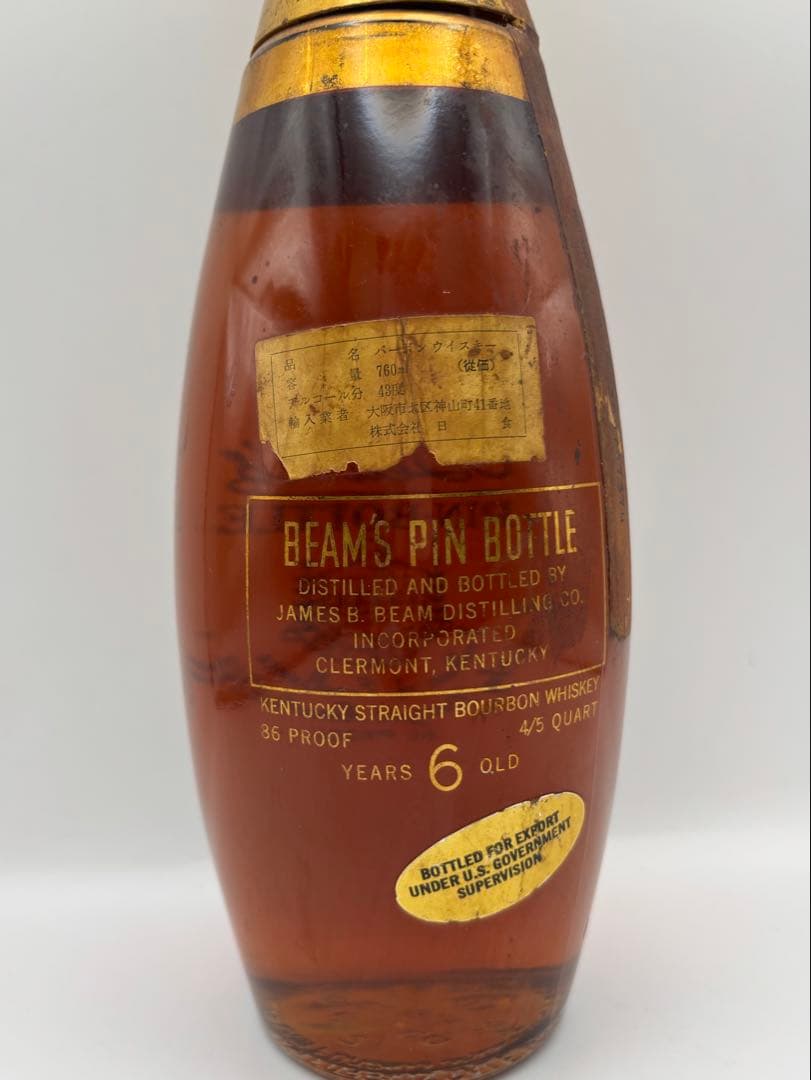 品名 バーボンウイスキー
容量 760ml (従価)
アルコール分 43度
輸入業者 大阪市北区神山町41番地
株式会社 日食
BEAM'S PIN BOTTLE
DISTILLED AND BOTTLED BY
JAMES B. BEAM DISTILLING CO.
INCORPORATED
CLERMONT, KENTUCKY
KENTUCKY STRAIGHT BOURBON WHISKEY
86 PROOF 4/5 QUART
YEARS 6 OLD
BOTTLED FOR EXPORT
UNDER U.S. GOVERNMENT
SUPERVISION